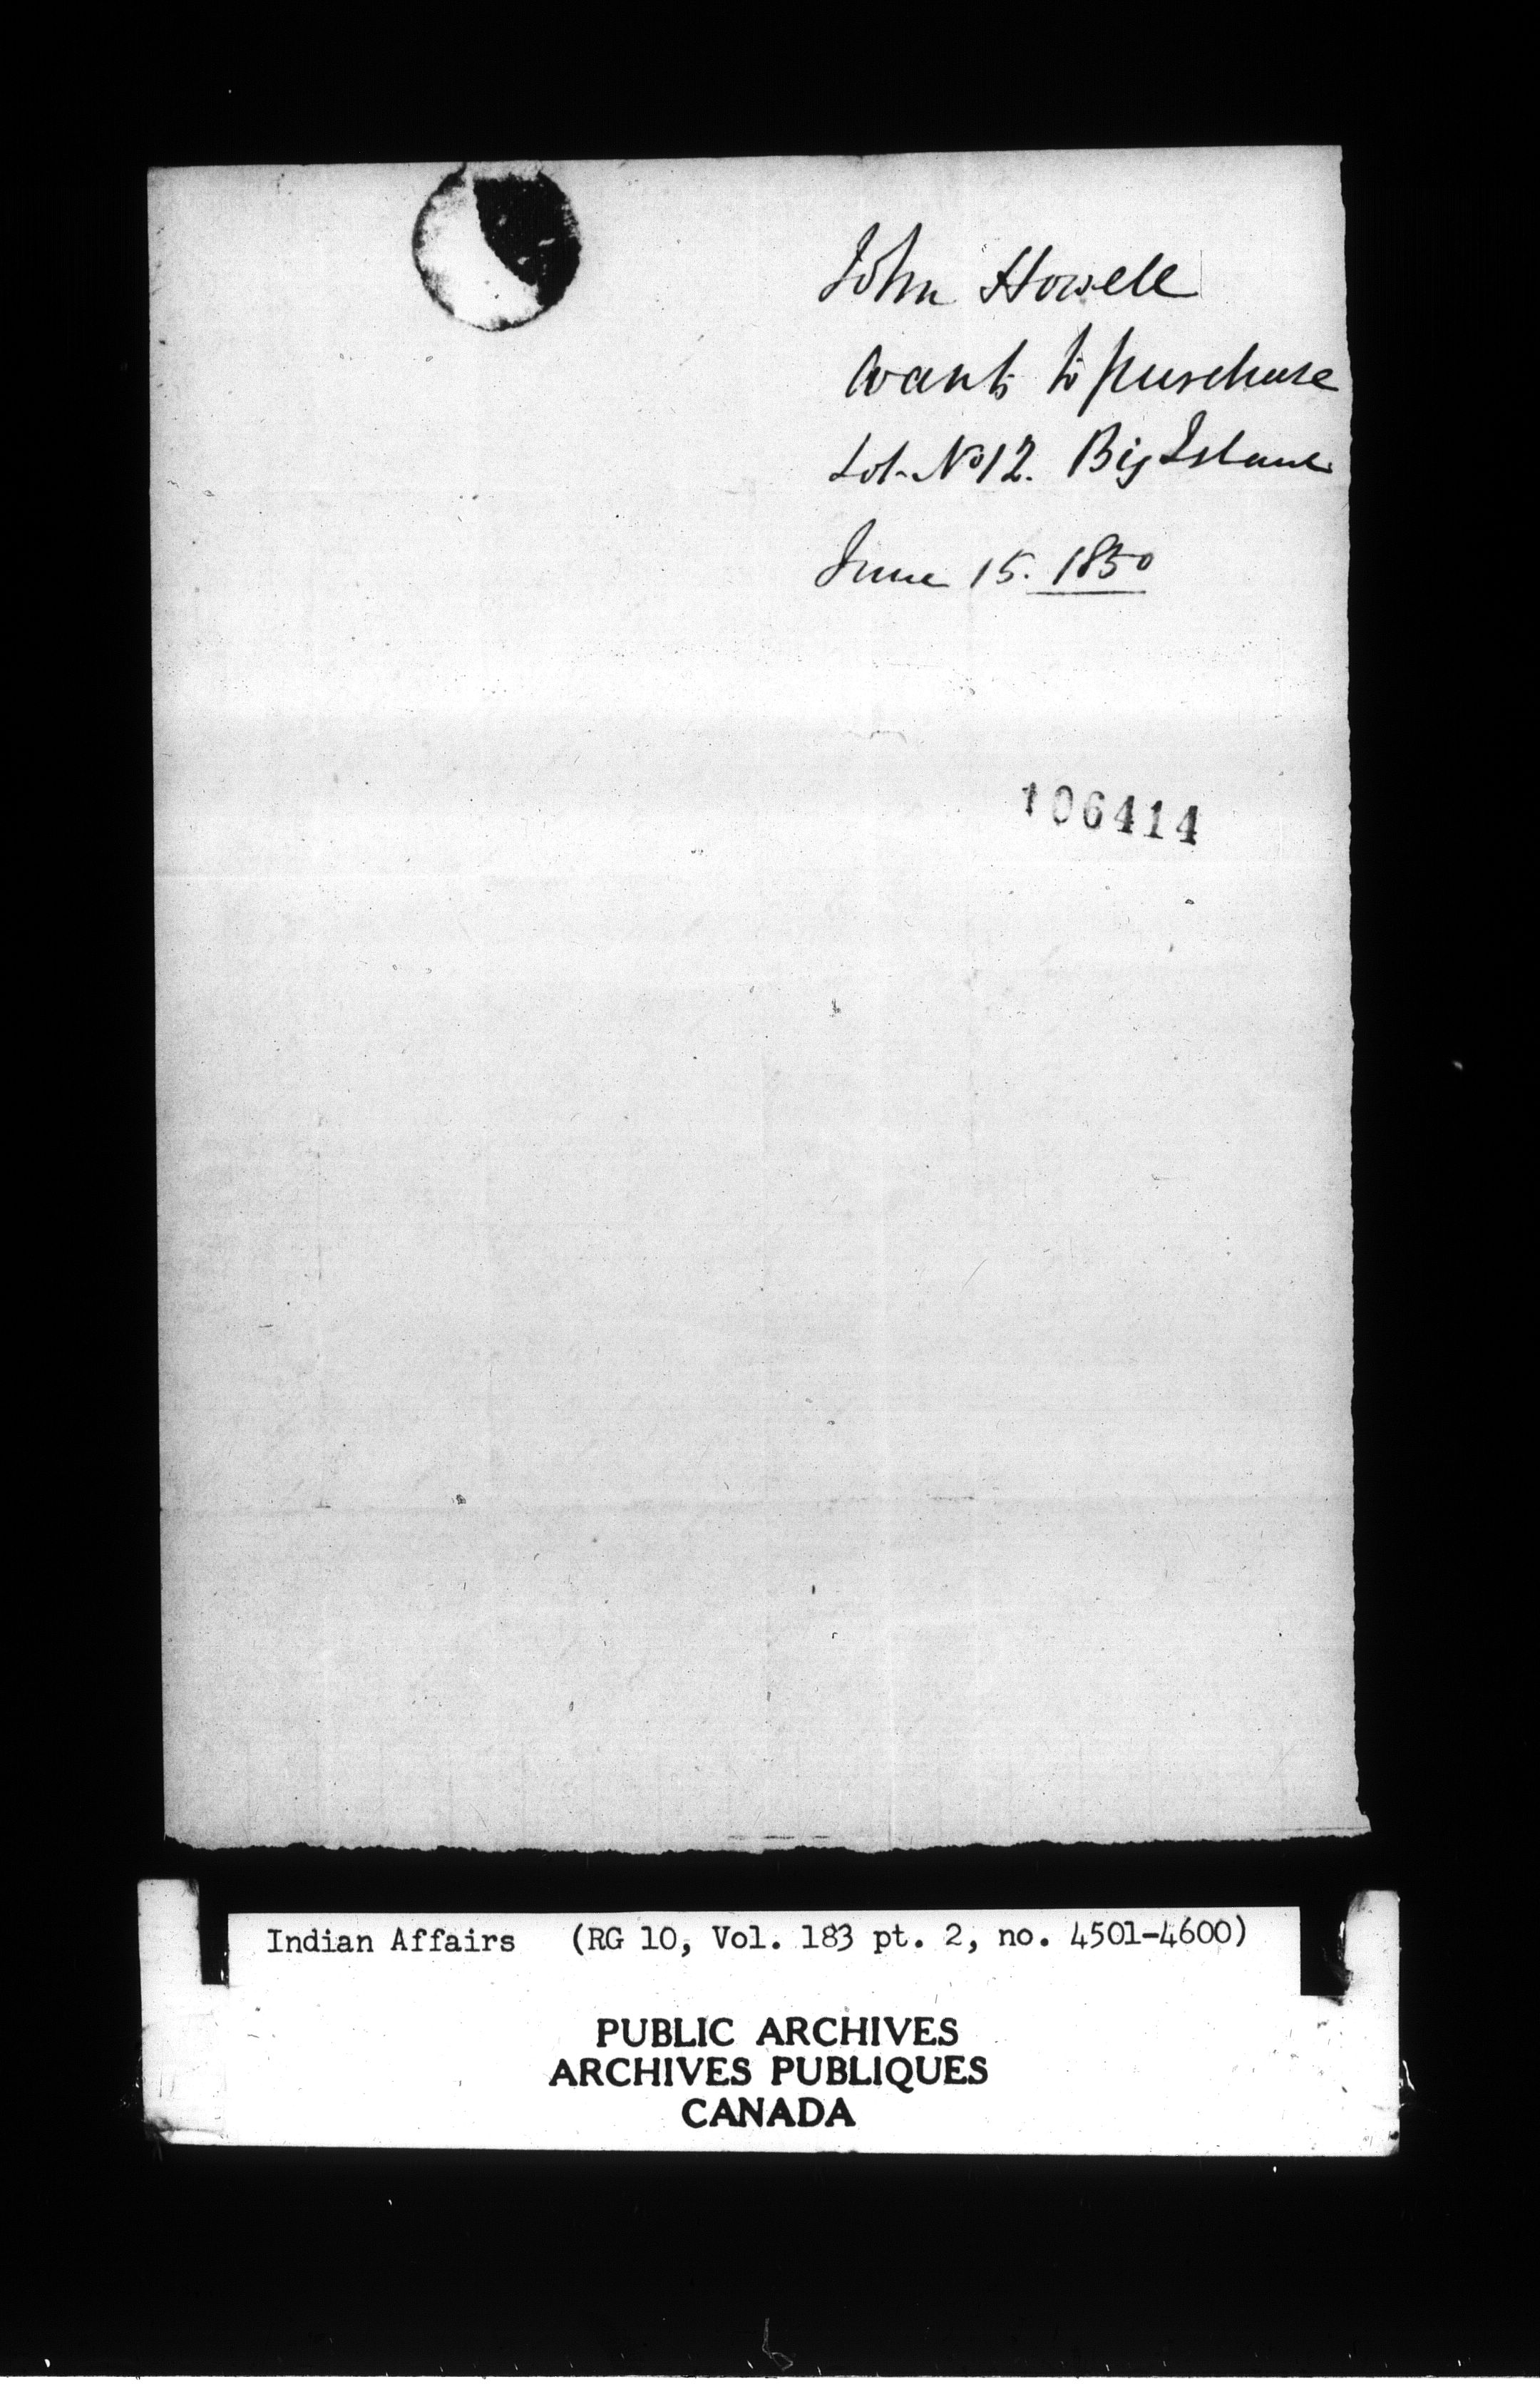 John Howell
wants to purchase
Lot No 12. Big Island
June 15. 1850
106414
Indian Affairs (RG 10, Vol. 183 pt. 2, no. 4501-4600)
PUBLIC ARCHIVES
ARCHIVES PUBLIQUES
CANADA